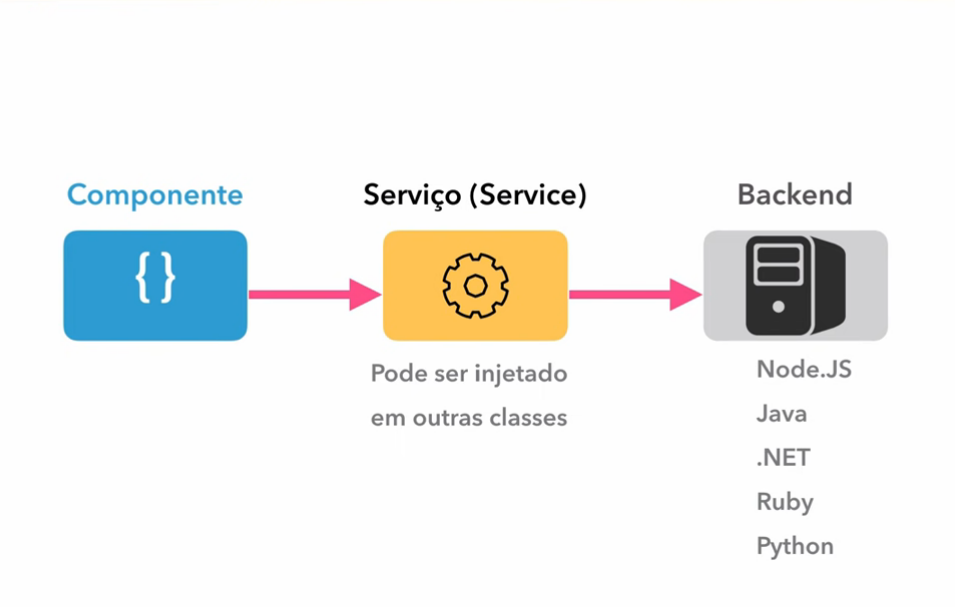 Componente
Serviço (Service)
Backend
{ }
Pode ser injetado
em outras classes
Node.JS
Java
.NET
Ruby
Python